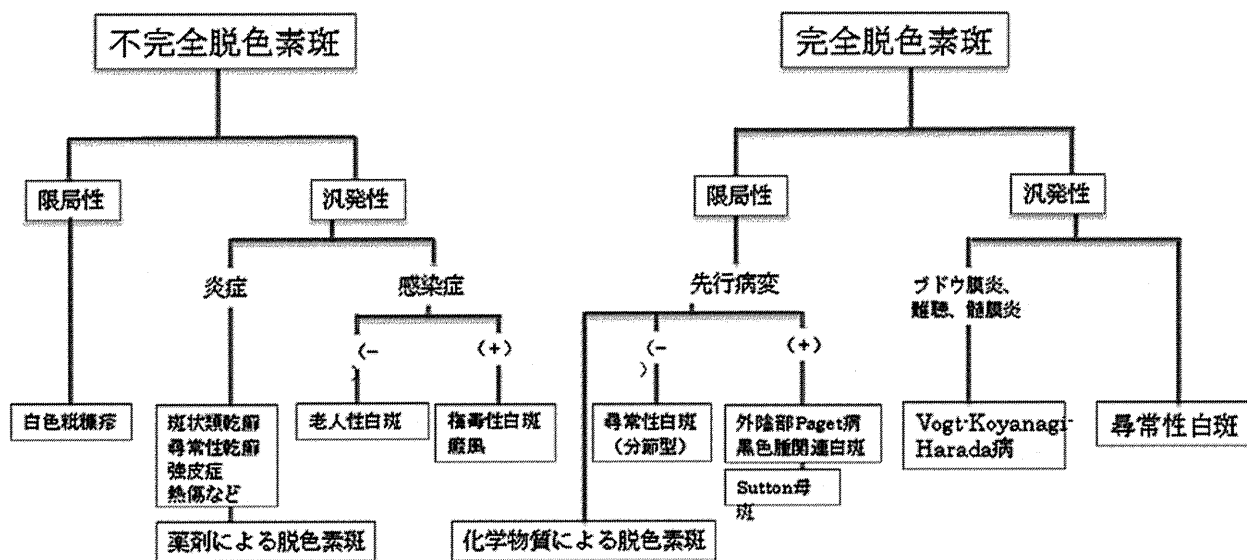 不完全脱色素斑
完全脱色素斑
限局性
汎発性
限局性
汎発性
炎症
感染症
先行病変
ブドウ膜炎、
難聴、髄膜炎
(-
)
(+)
(-
)
(+)
白色粃糠疹
斑状類乾癬
尋常性乾癬
強皮症
熱傷など
老人性白斑
梅毒性白斑
癜風
尋常性白斑
(分節型)
外陰部Paget病
黒色腫関連白斑
Sutton母
斑
Vogt-Koyanagi-
Harada病
尋常性白斑
薬剤による脱色素斑
化学物質による脱色素斑